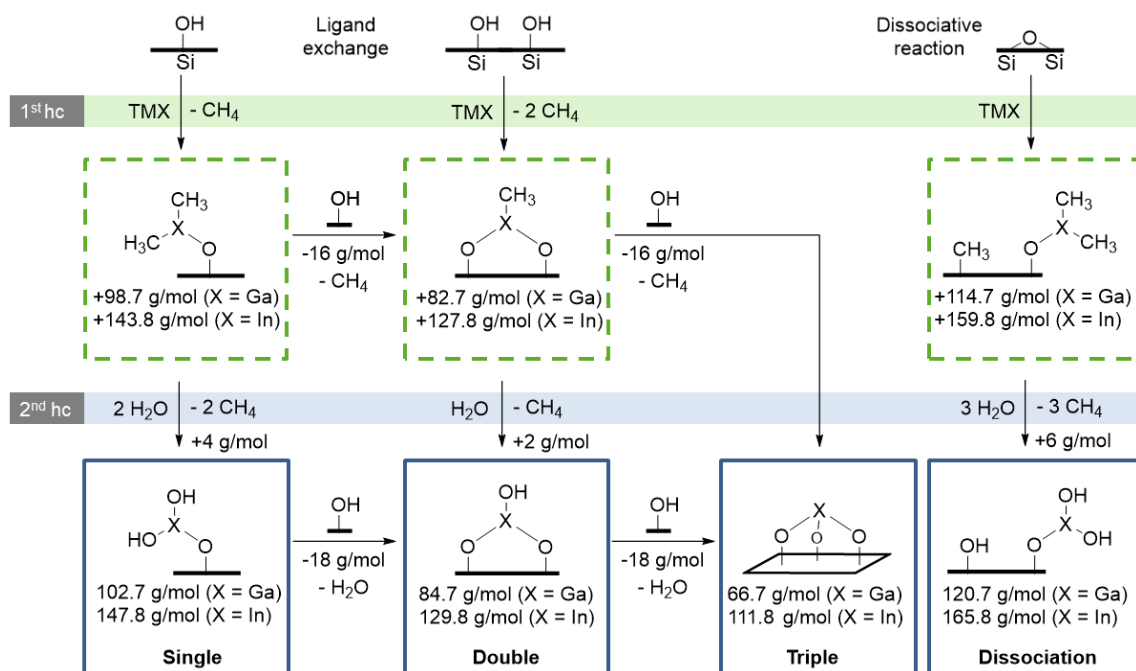 OH
Si
Ligand
exchange
OH OH
Si Si
Dissociative
reaction
O
Si Si
1st hc
TMX - CH4
TMX - 2 CH4
TMX
CH3
X
H3C
O
+98.7 g/mol (X = Ga)
+143.8 g/mol (X = In)
OH
-16 g/mol
- CH4
CH3
X
O O
+82.7 g/mol (X = Ga)
+127.8 g/mol (X = In)
OH
-16 g/mol
- CH4
CH3
X
CH3
CH3 O
+114.7 g/mol (X = Ga)
+159.8 g/mol (X = In)
2nd hc
2 H2O - 2 CH4
+4 g/mol
H2O - CH4
+2 g/mol
3 H2O - 3 CH4
+6 g/mol
OH
X
HO
O
102.7 g/mol (X = Ga)
147.8 g/mol (X = In)
Single
OH
-18 g/mol
- H2O
OH
X
O O
84.7 g/mol (X = Ga)
129.8 g/mol (X = In)
Double
OH
-18 g/mol
- H2O
X
O O O
66.7 g/mol (X = Ga)
111.8 g/mol (X = In)
Triple
OH
X
OH
OH O
120.7 g/mol (X = Ga)
165.8 g/mol (X = In)
Dissociation